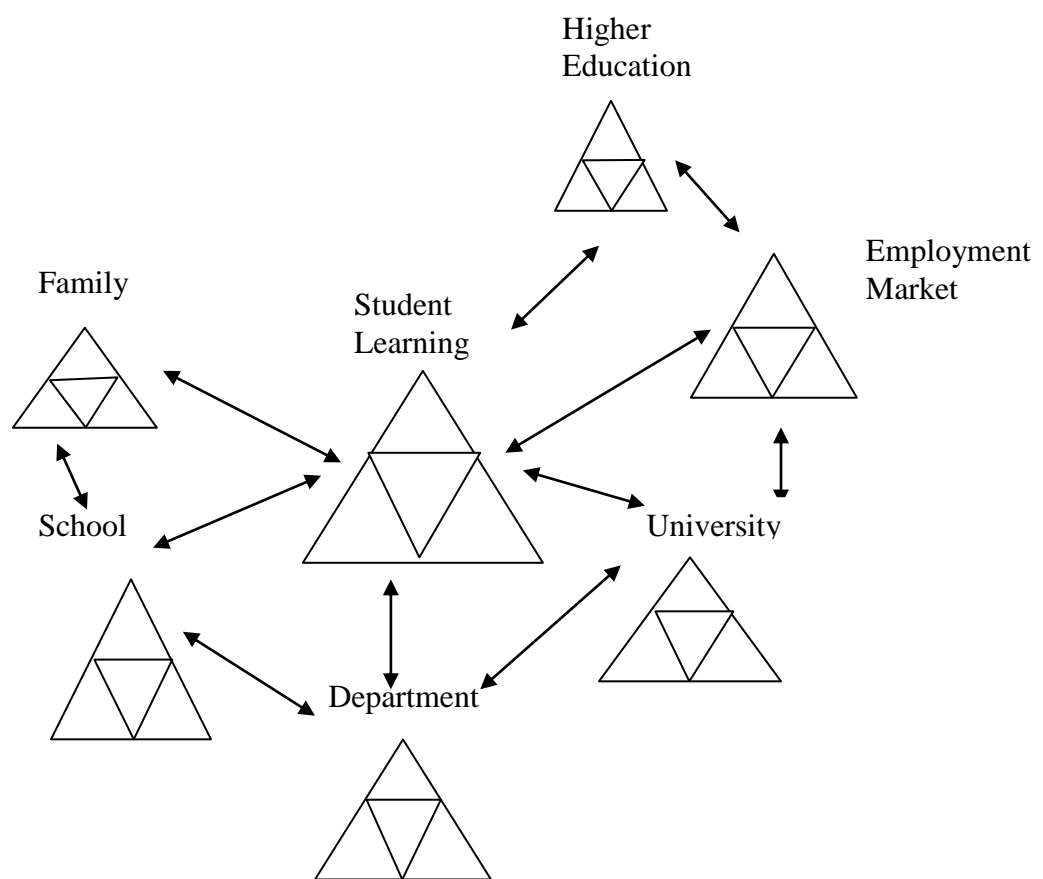 Higher
Education
Employment
Market
Family
Student
Learning
School
University
Department